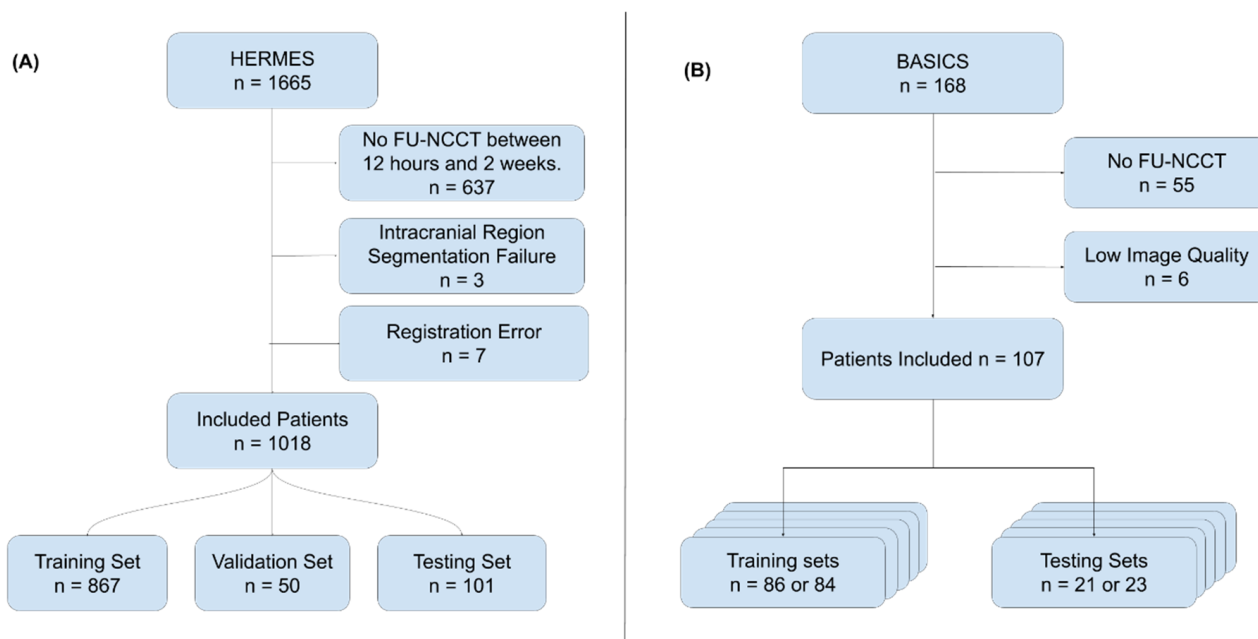 (A)
HERMES
n = 1665
No FU-NCCT between
12 hours and 2 weeks.
n = 637
Intracranial Region
Segmentation Failure
n = 3
Registration Error
n = 7
Included Patients
n = 1018
Training Set
n = 867
Validation Set
n = 50
Testing Set
n = 101
(B)
BASICS
n = 168
No FU-NCCT
n = 55
Low Image Quality
n = 6
Patients Included n = 107
Training sets
n = 86 or 84
Testing Sets
n = 21 or 23